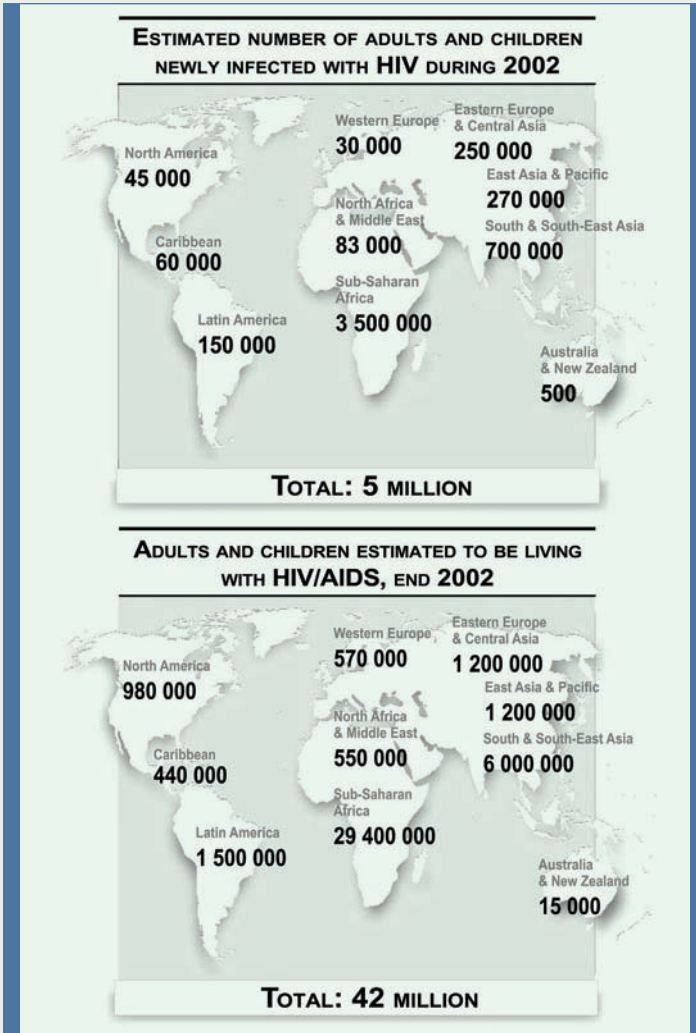 ESTIMATED NUMBER OF ADULTS AND CHILDREN
NEWLY INFECTED WITH HIV DURING 2002
Western Europe
30 000
Eastern Europe
& Central Asia
250 000
North America
45 000
East Asia & Pacific
270 000
North Africa
& Middle East
83 000
South & South-East Asia
700 000
Caribbean
60 000
Sub-Saharan
Africa
3 500 000
Latin America
150 000
Australia
& New Zealand
500
TOTAL: 5 MILLION
ADULTS AND CHILDREN ESTIMATED TO BE LIVING
WITH HIV/AIDS, END 2002
Western Europe
570 000
Eastern Europe
& Central Asia
1 200 000
North America
980 000
East Asia & Pacific
1 200 000
North Africa
& Middle East
550 000
South & South-East Asia
6 000 000
Caribbean
440 000
Sub-Saharan
Africa
29 400 000
Latin America
1 500 000
Australia
& New Zealand
15 000
TOTAL: 42 MILLION